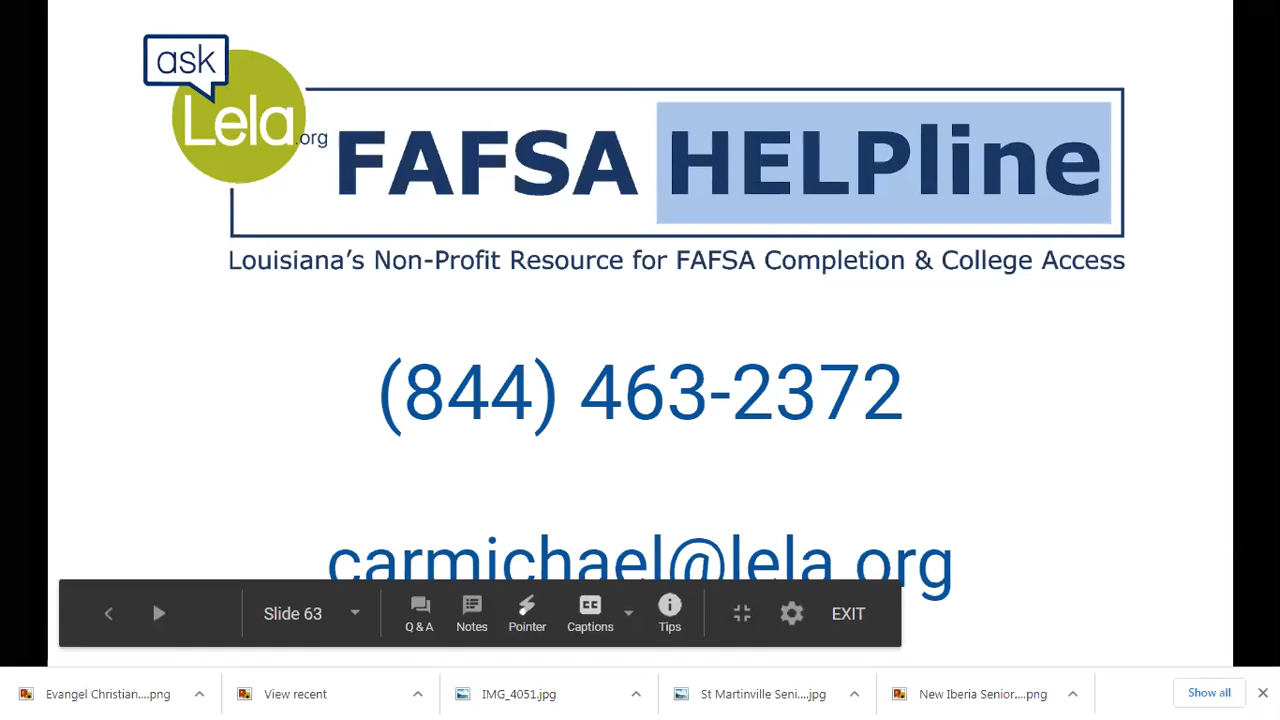 ask
Lela.org
FAFSA HELPline
Louisiana's Non-Profit Resource for FAFSA Completion & College Access
(844) 463-2372
carmichael@lela.org
Slide 63
Q & A
Notes
Pointer
Captions
Tips
EXIT
Evangel Christian....png
View recent
IMG_4051.jpg
St Martinville Seni....jpg
New Iberia Senior....png
Show all